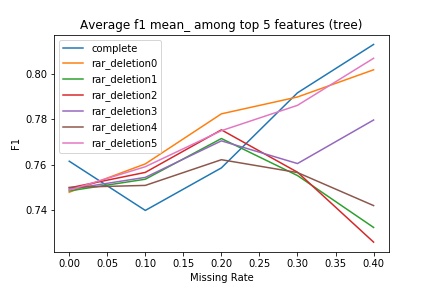 Average f1 mean_ among top 5 features (tree)
complete
rar_deletion0
rar_deletion1
rar_deletion2
rar_deletion3
rar_deletion4
rar_deletion5
0.80
0.78
0.76
0.74
F1
0.00 0.05 0.10 0.15 0.20 0.25 0.30 0.35 0.40
Missing Rate